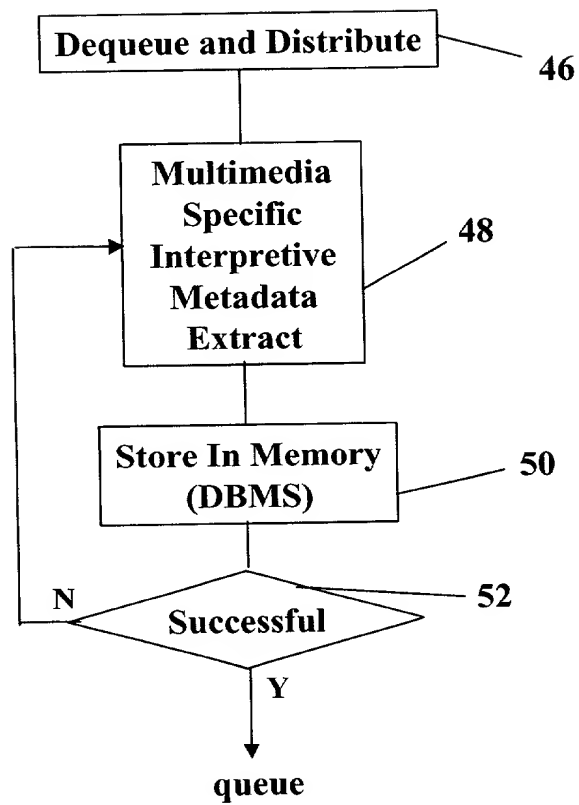 Dequeue and Distribute
46
Multimedia
Specific
Interpretive
Metadata
Extract
48
Store In Memory
(DBMS)
50
52
N
Successful
Y
queue